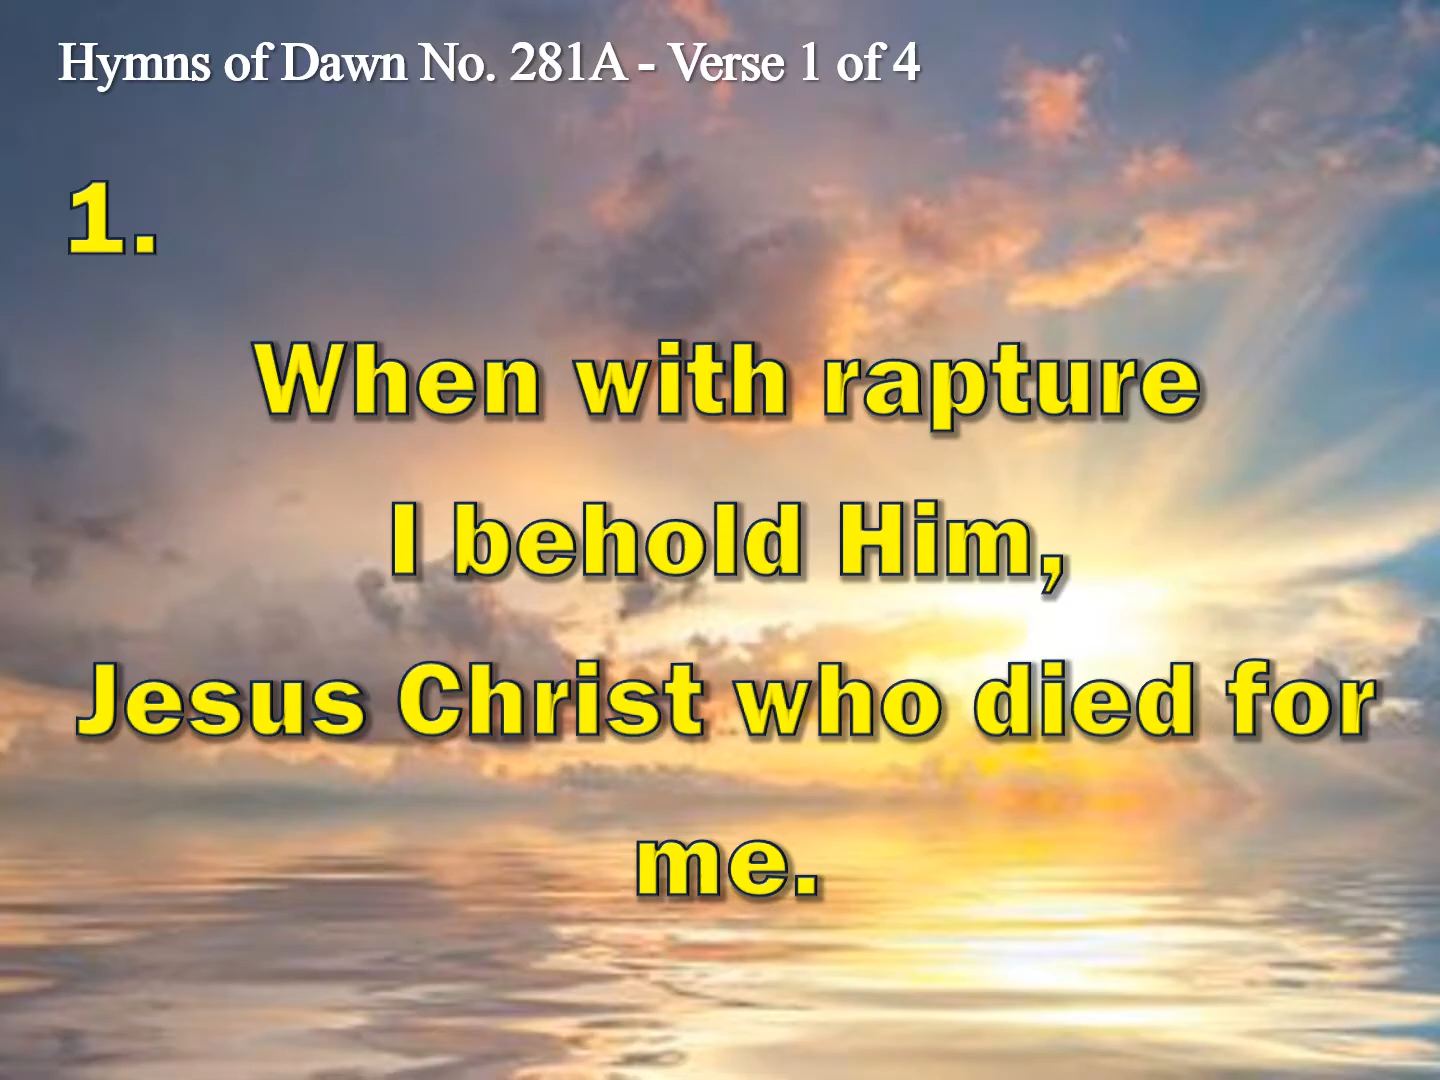 Hymns of Dawn No. 281A - Verse 1 of 4
1.
When with rapture
I behold Him,
Jesus Christ who died for
me.